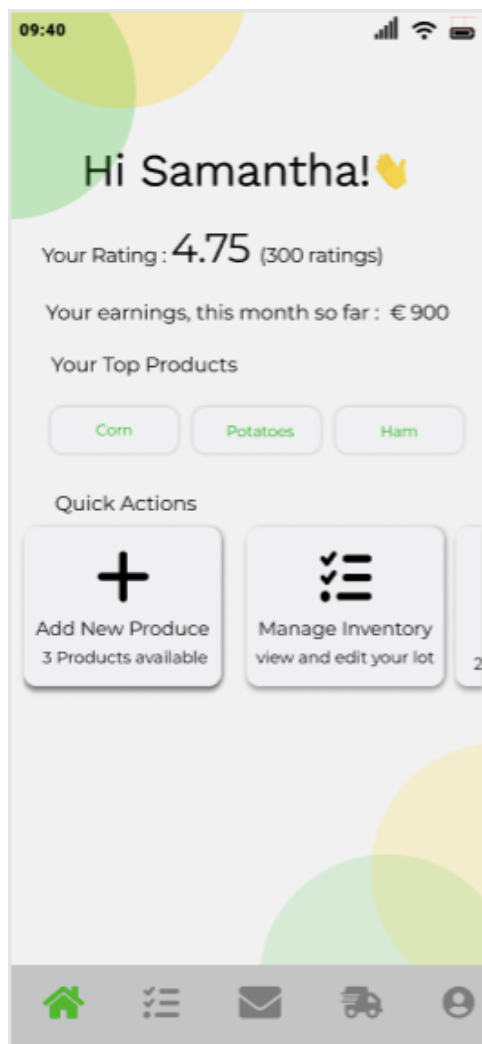 09:40
Hi Samantha!👋
Your Rating : 4.75 (300 ratings)
Your earnings, this month so far : € 900
Your Top Products
Corn Potatoes Ham
Quick Actions
Add New Produce Manage Inventory
3 Products available view and edit your lot 2